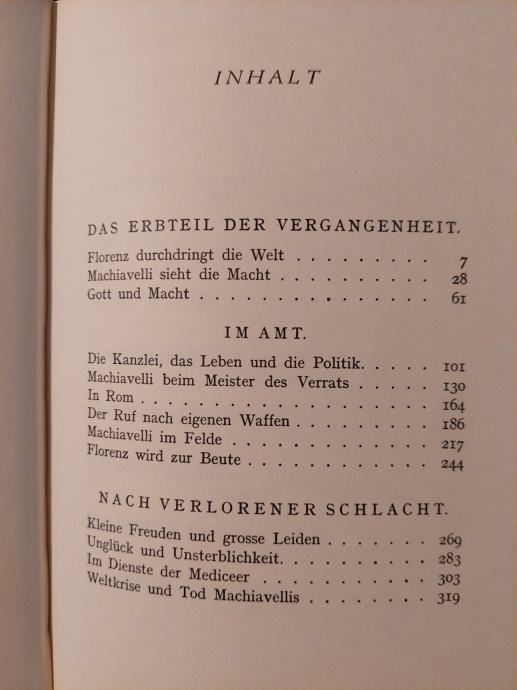 INHALT
DAS ERBTEIL DER VERGANGENHEIT.
Florenz durchdringt die Welt . . . . . . . . . 7
Machiavelli sieht die Macht . . . . . . . . . . 28
Gott und Macht . . . . . . . . . . . . . . . . 61
IM AMT.
Die Kanzlei, das Leben und die Politik. . . . . 101
Machiavelli beim Meister des Verrats . . . . . 130
In Rom . . . . . . . . . . . . . . . . . . . 164
Der Ruf nach eigenen Waffen . . . . . . . . . 186
Machiavelli im Felde . . . . . . . . . . . . . 217
Florenz wird zur Beute . . . . . . . . . . . . 244
NACH VERLORENER SCHLACHT.
Kleine Freuden und grosse Leiden . . . . . . . 269
Unglück und Unsterblichkeit. . . . . . . . . . 283
Im Dienste der Mediceer . . . . . . . . . . . 303
Weltkrise und Tod Machiavellis . . . . . . . . 319